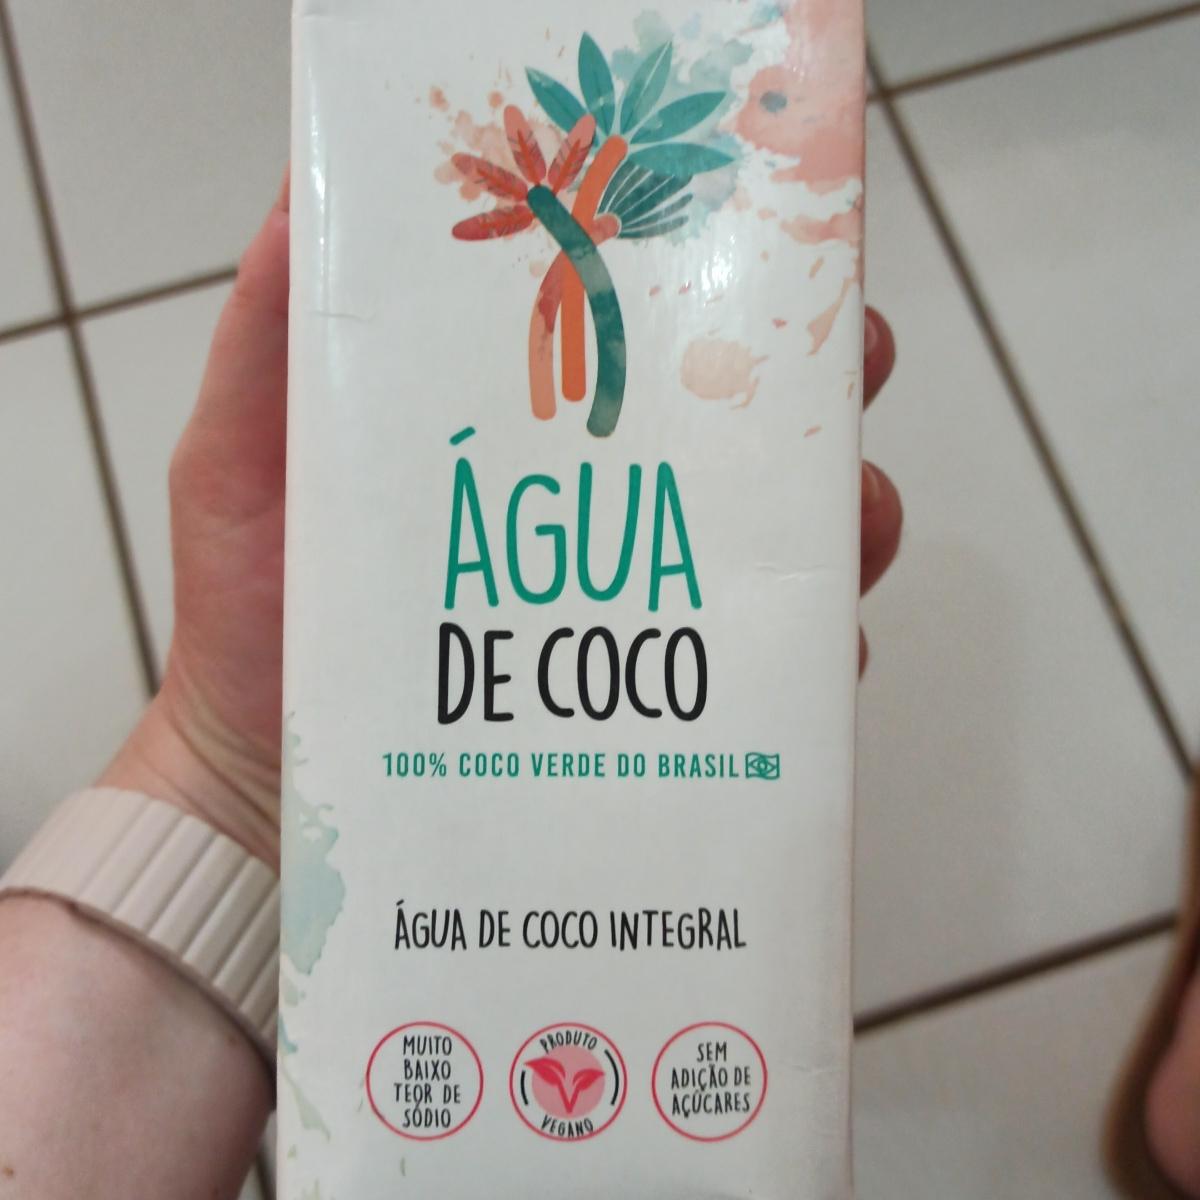 ÁGUA
DE COCO
100% COCO VERDE DO BRASIL
ÁGUA DE COCO INTEGRAL
MUITO
BAIXO
TEOR DE
SÓDIO
PRODUTO
VEGANO
SEM
ADIÇÃO DE
AÇÚCARES